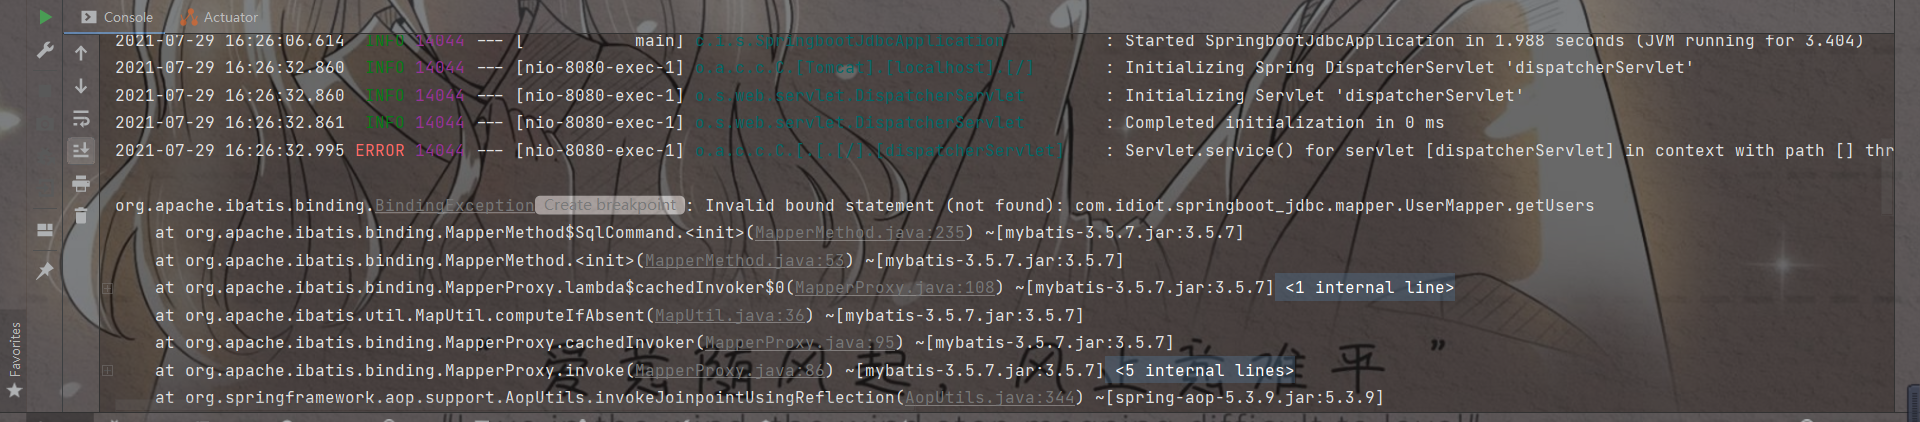 Console Actuator
2021-07-29 16:26:06.614 INFO 14044 --- [ main] c.i.s.SpringbootJdbcApplication : Started SpringbootJdbcApplication in 1.988 seconds (JVM running for 3.404)
2021-07-29 16:26:32.860 INFO 14044 --- [nio-8080-exec-1] o.a.c.c.C.[Tomcat].[localhost].[/] : Initializing Spring DispatcherServlet 'dispatcherServlet'
2021-07-29 16:26:32.860 INFO 14044 --- [nio-8080-exec-1] o.s.web.servlet.DispatcherServlet : Initializing Servlet 'dispatcherServlet'
2021-07-29 16:26:32.861 INFO 14044 --- [nio-8080-exec-1] o.s.web.servlet.DispatcherServlet : Completed initialization in 0 ms
2021-07-29 16:26:32.995 ERROR 14044 --- [nio-8080-exec-1] o.a.c.c.C.[.[.[/].[dispatcherServlet] : Servlet.service() for servlet [dispatcherServlet] in context with path [] thr
org.apache.ibatis.binding.BindingException Create breakpoint : Invalid bound statement (not found): com.idiot.springboot_jdbc.mapper.UserMapper.getUsers
at org.apache.ibatis.binding.MapperMethod$SqlCommand.<init>(MapperMethod.java:235) ~[mybatis-3.5.7.jar:3.5.7]
at org.apache.ibatis.binding.MapperMethod.<init>(MapperMethod.java:53) ~[mybatis-3.5.7.jar:3.5.7]
at org.apache.ibatis.binding.MapperProxy.lambda$cachedInvoker$0(MapperProxy.java:108) ~[mybatis-3.5.7.jar:3.5.7] <1 internal line>
at org.apache.ibatis.util.MapUtil.computeIfAbsent(MapUtil.java:36) ~[mybatis-3.5.7.jar:3.5.7]
at org.apache.ibatis.binding.MapperProxy.cachedInvoker(MapperProxy.java:95) ~[mybatis-3.5.7.jar:3.5.7]
at org.apache.ibatis.binding.MapperProxy.invoke(MapperProxy.java:86) ~[mybatis-3.5.7.jar:3.5.7] <5 internal lines>
at org.springframework.aop.support.AopUtils.invokeJoinpointUsingReflection(AopUtils.java:344) ~[spring-aop-5.3.9.jar:5.3.9]
Favorites
"爱意随风起，风止意难平"